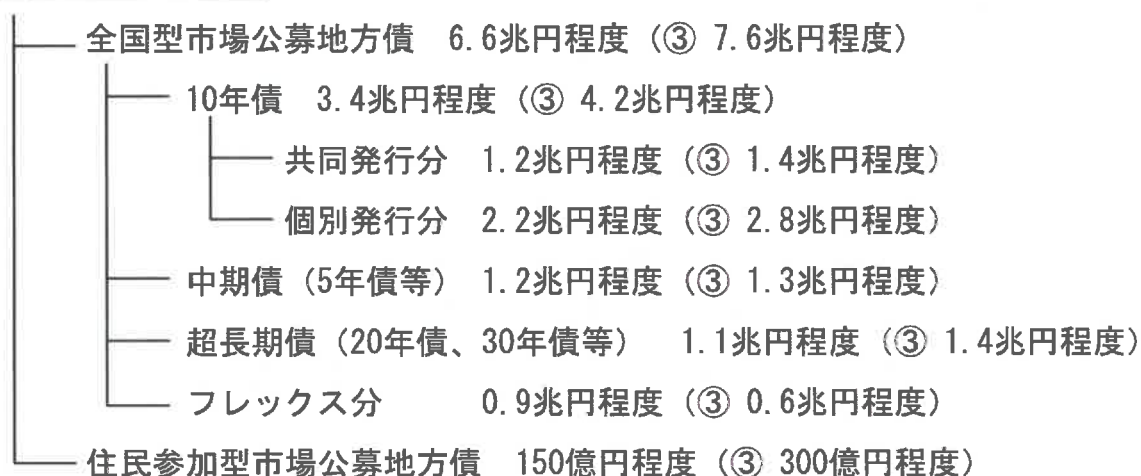 全国型市場公募地方債 6.6兆円程度（③ 7.6兆円程度）
10年債 3.4兆円程度（③ 4.2兆円程度）
共同発行分 1.2兆円程度（③ 1.4兆円程度）
個別発行分 2.2兆円程度（③ 2.8兆円程度）
中期債（5年債等） 1.2兆円程度（③ 1.3兆円程度）
超長期債（20年債、30年債等） 1.1兆円程度（③ 1.4兆円程度）
フレックス分 0.9兆円程度（③ 0.6兆円程度）
住民参加型市場公募地方債 150億円程度（③ 300億円程度）